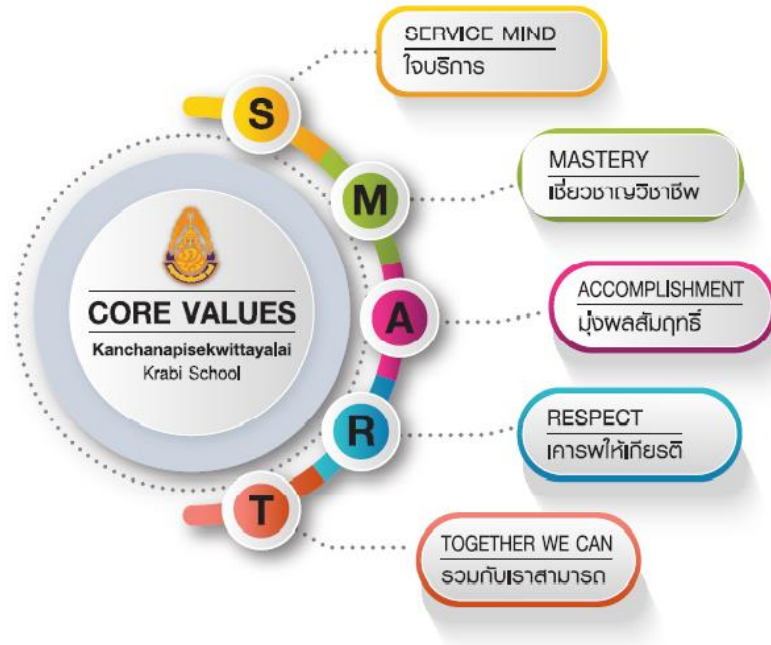 SERVICE MIND
ใจบริการ
S
MASTERY
เชี่ยวชาญวิชาชีพ
M
CORE VALUES
Kanchanapisekwittayalai
Krabi School
ACCOMPLISHMENT
มุ่งผลสัมฤทธิ์
A
RESPECT
เคารพให้เกียรติ
R
TOGETHER WE CAN
รวมกับเราสามารถ
T